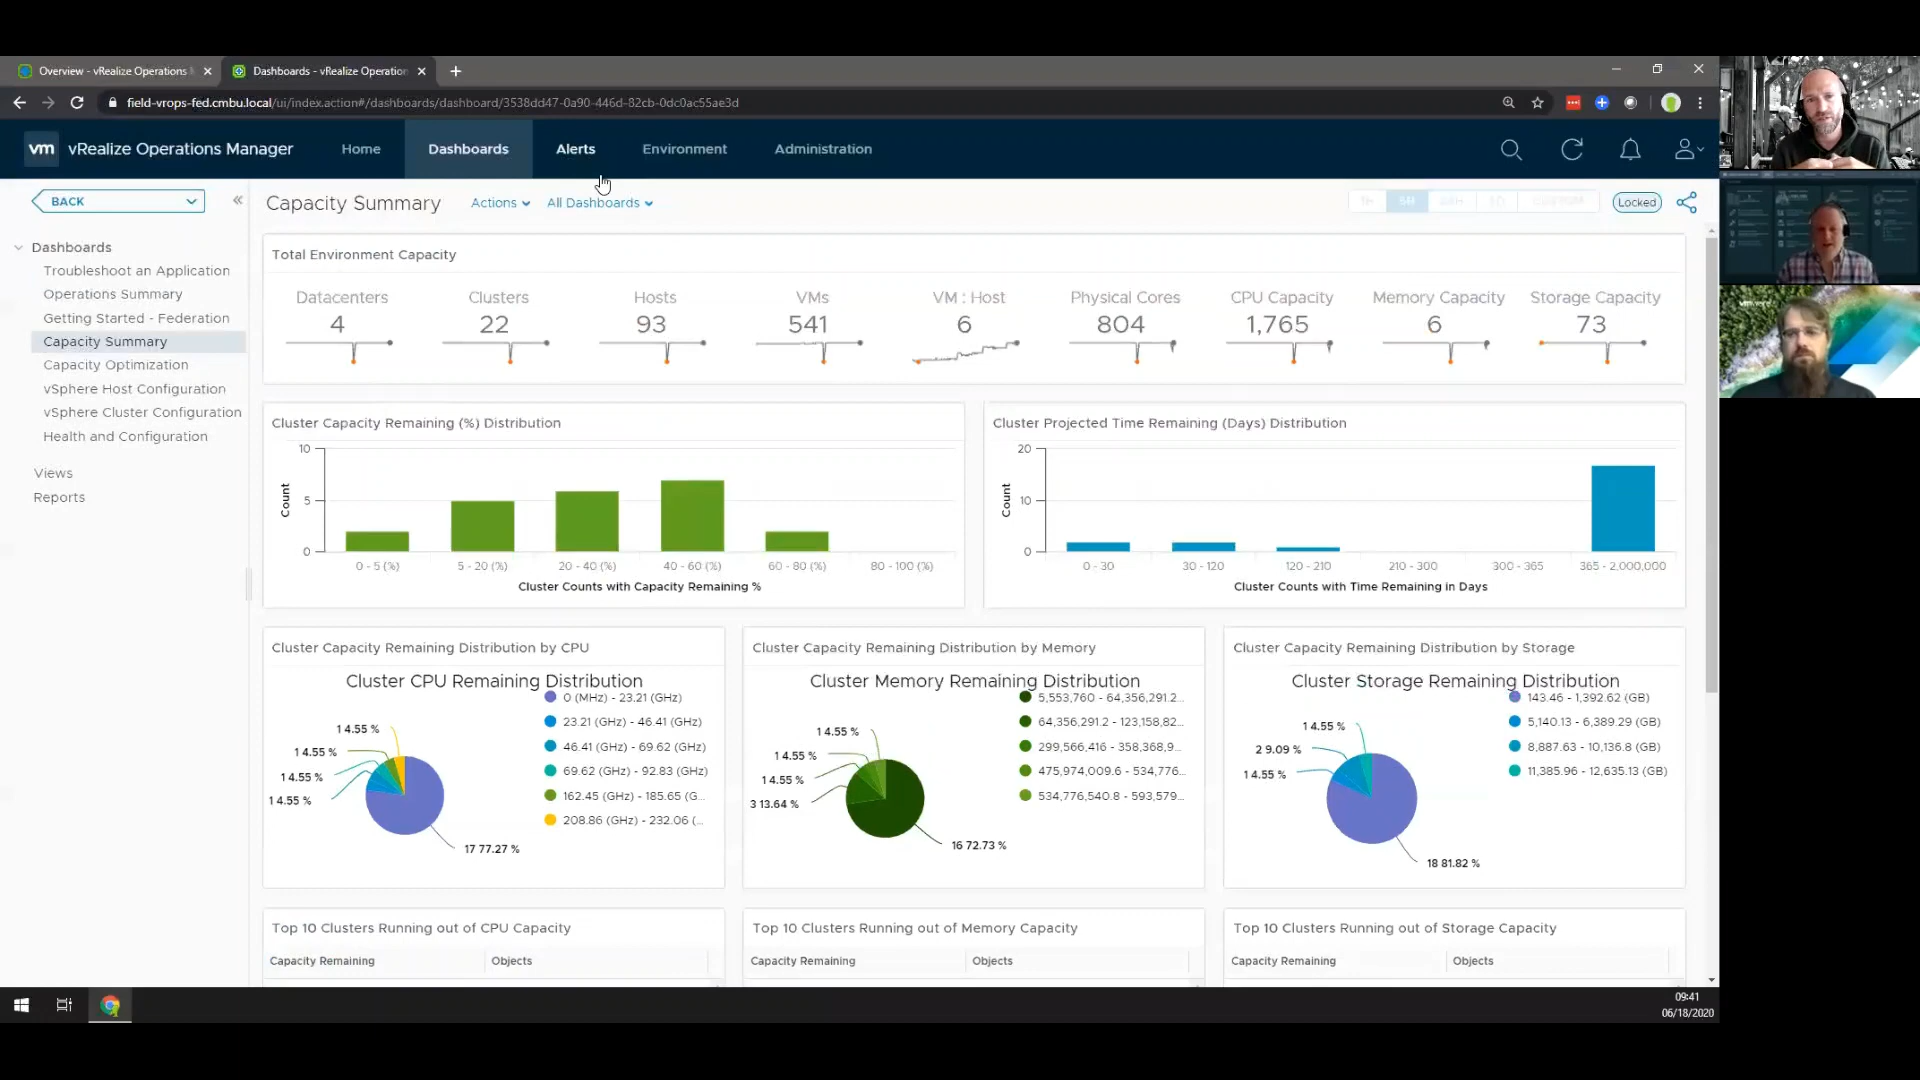 Overview - vRealize Operations
Dashboards - vRealize Operation
field-vrops-fed.cmbu.local/ui/index.action#/dashboards/dashboard/3538dd47-0a90-446d-82cb-0dc0ac55ae3d
vm vRealize Operations Manager Home Dashboards Alerts Environment Administration
BACK
Dashboards
Troubleshoot an Application
Operations Summary
Getting Started - Federation
Capacity Summary
Capacity Optimization
vSphere Host Configuration
vSphere Cluster Configuration
Health and Configuration
Views
Reports
Capacity Summary Actions All Dashboards Locked
Total Environment Capacity
Datacenters Clusters Hosts VMs VM : Host Physical Cores CPU Capacity Memory Capacity Storage Capacity
4 22 93 541 6 804 1,765 6 73
Cluster Capacity Remaining (%) Distribution
10
5
0
Count
0 - 5 (%) 5 - 20 (%) 20 - 40 (%) 40 - 60 (%) 60 - 80 (%) 80 - 100 (%)
Cluster Counts with Capacity Remaining %
Cluster Projected Time Remaining (Days) Distribution
20
10
0
Count
0 - 30 30 - 120 120 - 210 210 - 300 300 - 365 365 - 2,000,000
Cluster Counts with Time Remaining in Days
Cluster Capacity Remaining Distribution by CPU
Cluster CPU Remaining Distribution
0 (MHz) - 23.21 (GHz)
23.21 (GHz) - 46.41 (GHz)
46.41 (GHz) - 69.62 (GHz)
69.62 (GHz) - 92.83 (GHz)
162.45 (GHz) - 185.65 (G...
208.86 (GHz) - 232.06 (...
1 4.55 %
1 4.55 %
1 4.55 %
1 4.55 %
17 77.27 %
Cluster Capacity Remaining Distribution by Memory
Cluster Memory Remaining Distribution
5,553,760 - 64,356,291.2...
64,356,291.2 - 123,158,82...
299,566,416 - 358,368,9...
475,974,009.6 - 534,776...
534,776,540.8 - 593,579...
1 4.55 %
1 4.55 %
1 4.55 %
3 13.64 %
16 72.73 %
Cluster Capacity Remaining Distribution by Storage
Cluster Storage Remaining Distribution
143.46 - 1,392.62 (GB)
5,140.13 - 6,389.29 (GB)
8,887.63 - 10,136.8 (GB)
11,385.96 - 12,635.13 (GB)
1 4.55 %
2 9.09 %
1 4.55 %
18 81.82 %
Top 10 Clusters Running out of CPU Capacity
Capacity Remaining Objects
Top 10 Clusters Running out of Memory Capacity
Capacity Remaining Objects
Top 10 Clusters Running out of Storage Capacity
Capacity Remaining Objects
09:41
06/18/2020